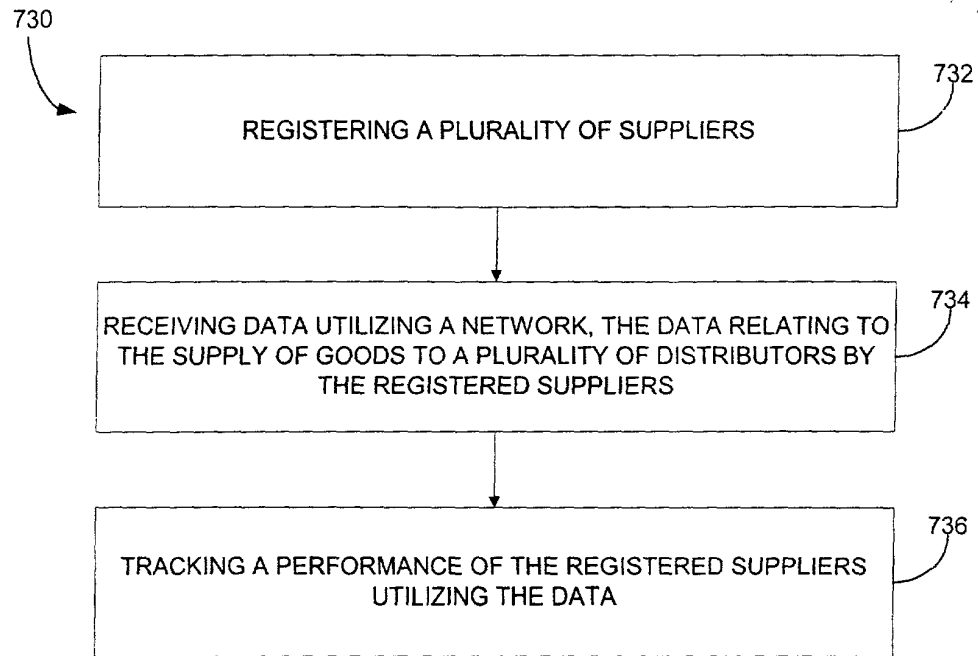 730
732
REGISTERING A PLURALITY OF SUPPLIERS
734
RECEIVING DATA UTILIZING A NETWORK, THE DATA RELATING TO
THE SUPPLY OF GOODS TO A PLURALITY OF DISTRIBUTORS BY
THE REGISTERED SUPPLIERS
736
TRACKING A PERFORMANCE OF THE REGISTERED SUPPLIERS
UTILIZING THE DATA